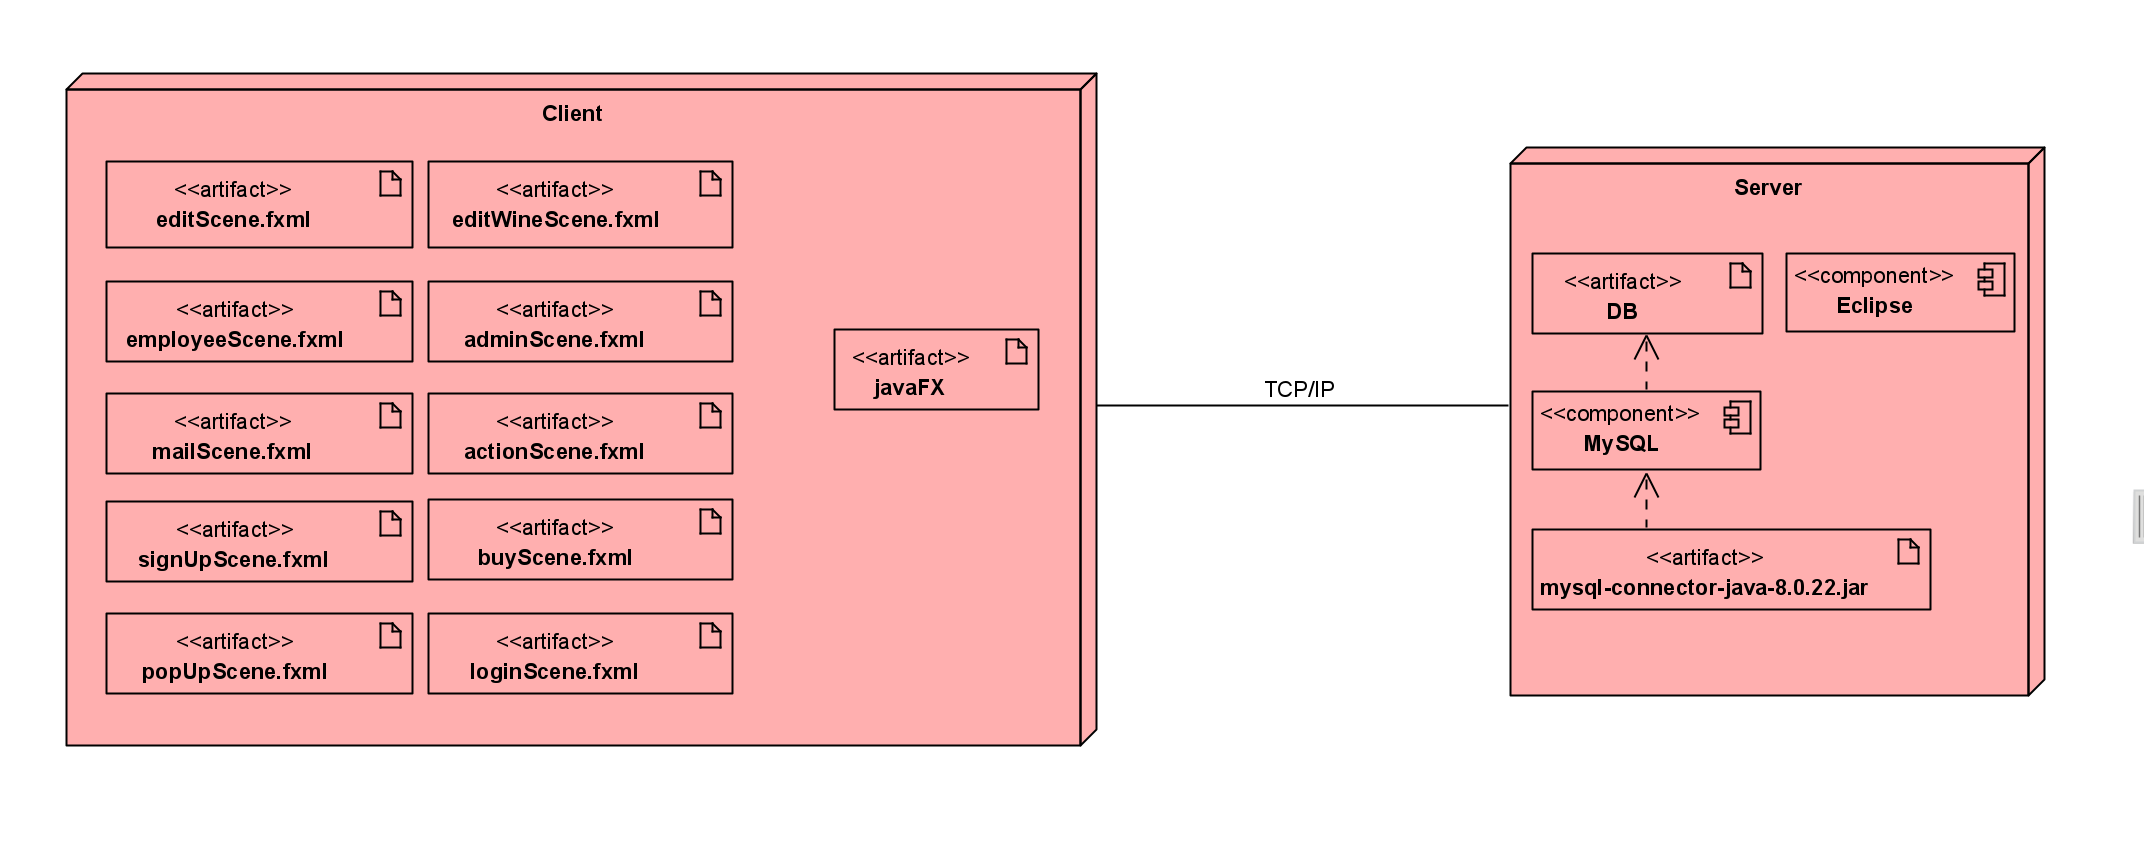 Client
<<artifact>>
editScene.fxml
<<artifact>>
editWineScene.fxml
<<artifact>>
employeeScene.fxml
<<artifact>>
adminScene.fxml
<<artifact>>
mailScene.fxml
<<artifact>>
actionScene.fxml
<<artifact>>
signUpScene.fxml
<<artifact>>
buyScene.fxml
<<artifact>>
popUpScene.fxml
<<artifact>>
loginScene.fxml
<<artifact>>
javaFX
TCP/IP
Server
<<artifact>>
DB
<<component>>
Eclipse
<<component>>
MySQL
<<artifact>>
mysql-connector-java-8.0.22.jar